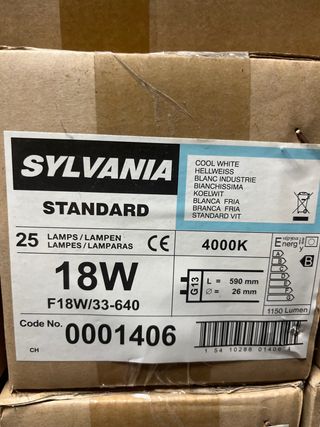 SYLVANIA
STANDARD
COOL WHITE
HELLWEISS
BLANC INDUSTRIE
BIANCHISSIMA
KOELWIT
BLANCA FRIA
BRANCA FRIA
STANDARD VIT
25 LAMPS/LAMPEN
LAMPES/LAMPARAS
CE
4000K
Energ
18W
F18W/33-640
G13
L = 590 mm
Ø = 26 mm
B
1150 Lumen
Code No. 0001406
CH